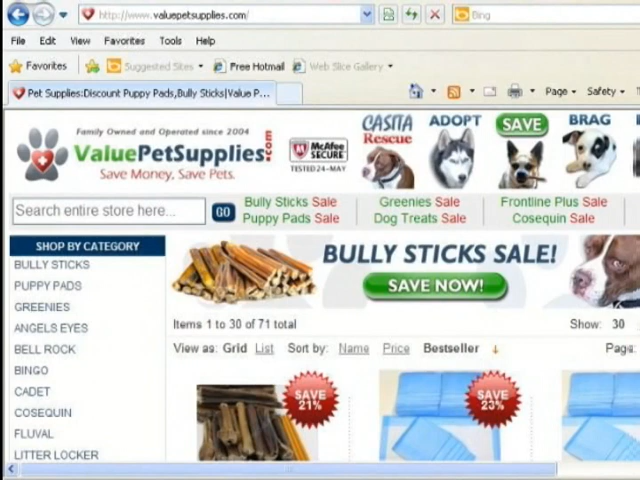 http://www.valuepetsupplies.com/
Bing
File Edit View Favorites Tools Help
Favorites Suggested Sites Free Hotmail Web Slice Gallery
Pet Supplies:Discount Puppy Pads,Bully Sticks|Value P...
Page Safety
Family Owned and Operated since 2004
ValuePetSupplies.com
Save Money, Save Pets.
McAfee
SECURE
TESTED 24-MAY
CASITA
Rescue
ADOPT
SAVE
BRAG
Search entire store here...
GO
Bully Sticks Sale
Puppy Pads Sale
Greenies Sale
Dog Treats Sale
Frontline Plus Sale
Cosequin Sale
SHOP BY CATEGORY
BULLY STICKS
PUPPY PADS
GREENIES
ANGELS EYES
BELL ROCK
BINGO
CADET
COSEQUIN
FLUVAL
LITTER LOCKER
BULLY STICKS SALE!
SAVE NOW!
Items 1 to 30 of 71 total
Show: 30
View as: Grid List Sort by: Name Price Bestseller
Page:
SAVE
21%
SAVE
23%